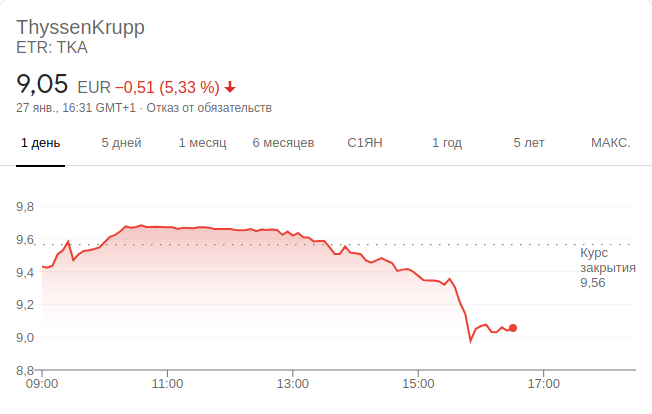 ThyssenKrupp
ETR: TKA
9,05 EUR −0,51 (5,33 %)
27 янв., 16:31 GMT+1 · Отказ от обязательств
1 день 5 дней 1 месяц 6 месяцев С1ЯН 1 год 5 лет МАКС.
9,8
9,6
Курс
закрытия
9,56
9,4
9,2
9,0
8,8
09:00 11:00 13:00 15:00 17:00